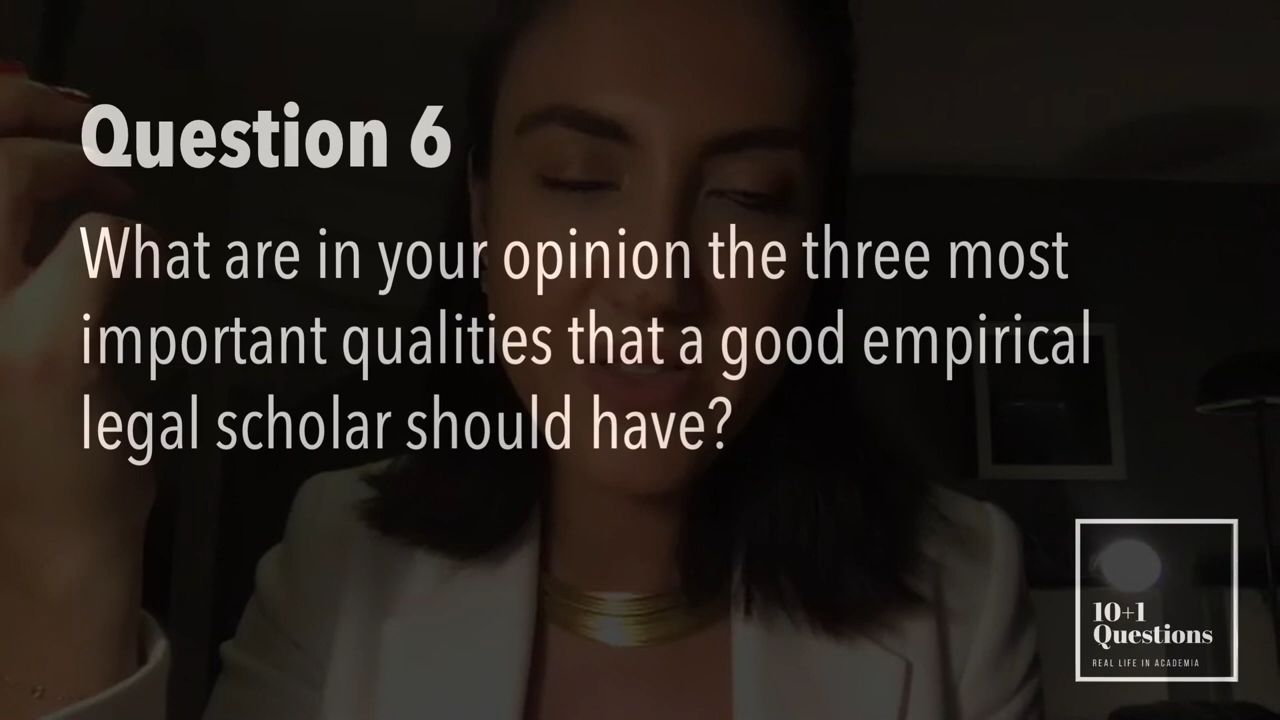 Question 6
What are in your opinion the three most
important qualities that a good empirical
legal scholar should have?
10+1
Questions
REAL LIFE IN ACADEMIA